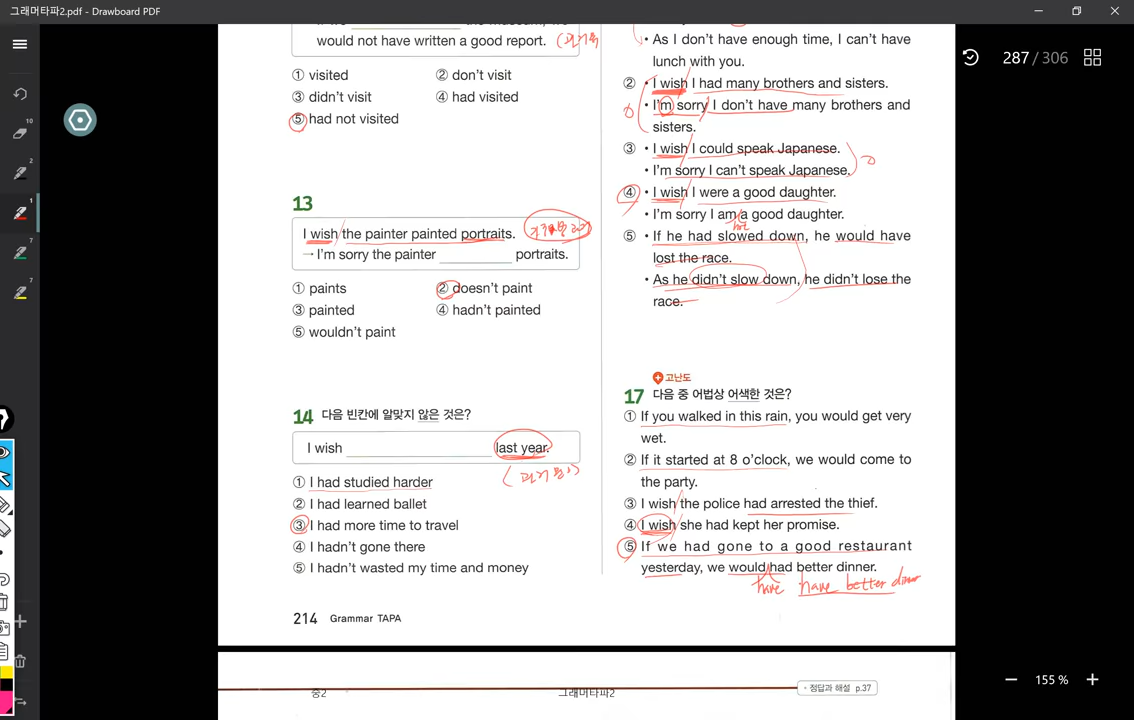 그래머타파2.pdf - Drawboard PDF
287 / 306
would not have written a good report.
① visited
② don't visit
③ didn't visit
④ had visited
⑤ had not visited
13
I wish the painter painted portraits.
→ I'm sorry the painter ____________ portraits.
① paints
② doesn't paint
③ painted
④ hadn't painted
⑤ wouldn't paint
14 다음 빈칸에 알맞지 않은 것은?
I wish ____________ last year.
① I had studied harder
② I had learned ballet
③ I had more time to travel
④ I hadn't gone there
⑤ I hadn't wasted my time and money
214 Grammar TAPA
• As I don't have enough time, I can't have
lunch with you.
② • I wish I had many brothers and sisters.
• I'm sorry I don't have many brothers and
sisters.
③ • I wish I could speak Japanese.
• I'm sorry I can't speak Japanese.
④ • I wish I were a good daughter.
• I'm sorry I am a good daughter.
not
⑤ • If he had slowed down, he would have
lost the race.
• As he didn't slow down, he didn't lose the
race.
고난도
17 다음 중 어법상 어색한 것은?
① If you walked in this rain, you would get very
wet.
② If it started at 8 o'clock, we would come to
the party.
③ I wish the police had arrested the thief.
④ I wish she had kept her promise.
⑤ If we had gone to a good restaurant
yesterday, we would had better dinner.
have have better dinner
중2
그래머타파2
• 정답과 해설 p.37
155 %
10
2
1
7
7